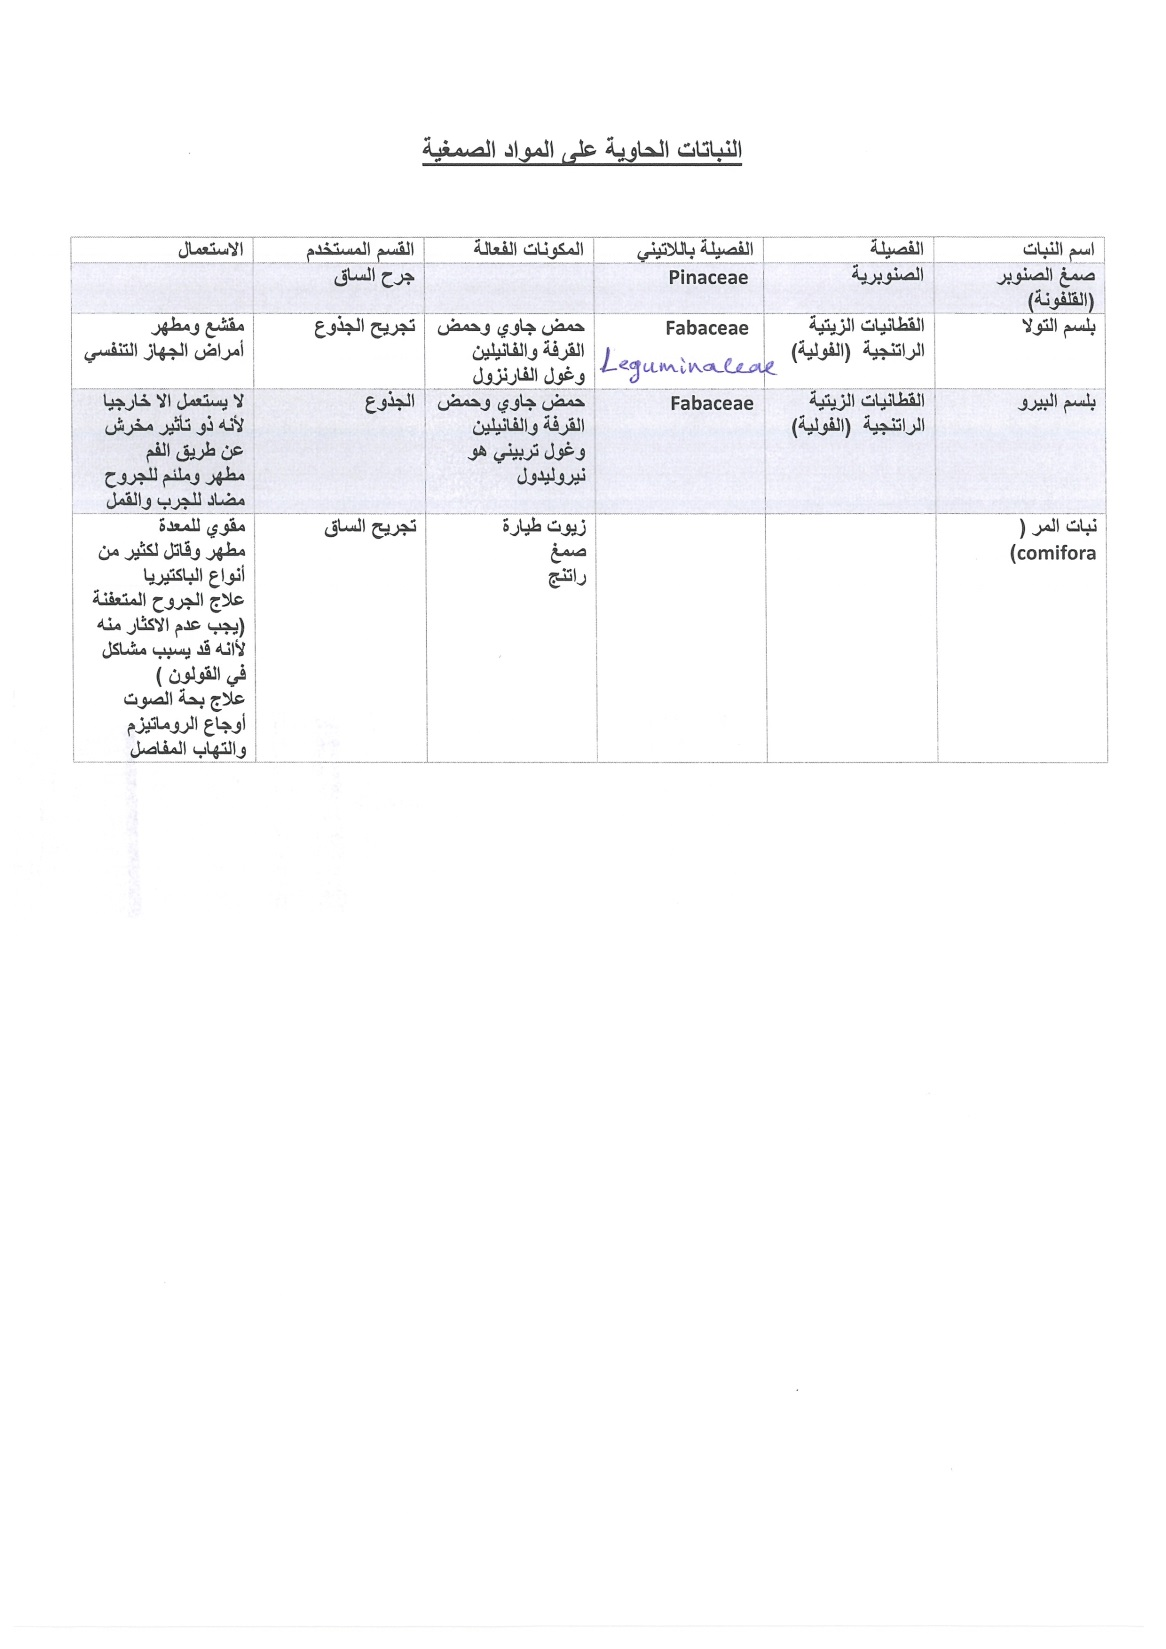 النباتات الحاوية على المواد الصمغية
اسم النبات
الفصيلة
الفصيلة باللاتيني
المكونات الفعالة
القسم المستخدم
الاستعمال
صمغ الصنوبر
(القلفونة)
الصنوبرية
Pinaceae
جرح الساق
بلسم التولا
القطانيات الزيتية
الراتنجية (الفولية)
Fabaceae
Leguminaceae
حمض جاوي وحمض
القرفة والفانيلين
وغول الفارنزول
تجريح الجذوع
مقشع ومطهر
أمراض الجهاز التنفسي
بلسم البيرو
القطانيات الزيتية
الراتنجية (الفولية)
Fabaceae
حمض جاوي وحمض
القرفة والفانيلين
وغول تربيني هو
نيروليدول
الجذوع
لا يستعمل الا خارجيا
لأنه ذو تأثير مخرش
عن طريق الفم
مطهر وملئم للجروح
مضاد للجرب والقمل
نبات المر (
comifora)
زيوت طيارة
صمغ
راتنج
تجريح الساق
مقوي للمعدة
مطهر وقاتل لكثير من
أنواع الباكتيريا
علاج الجروح المتعفنة
(يجب عدم الاكثار منه
لأانه قد يسبب مشاكل
في القولون )
علاج بحة الصوت
أوجاع الروماتيزم
والتهاب المفاصل